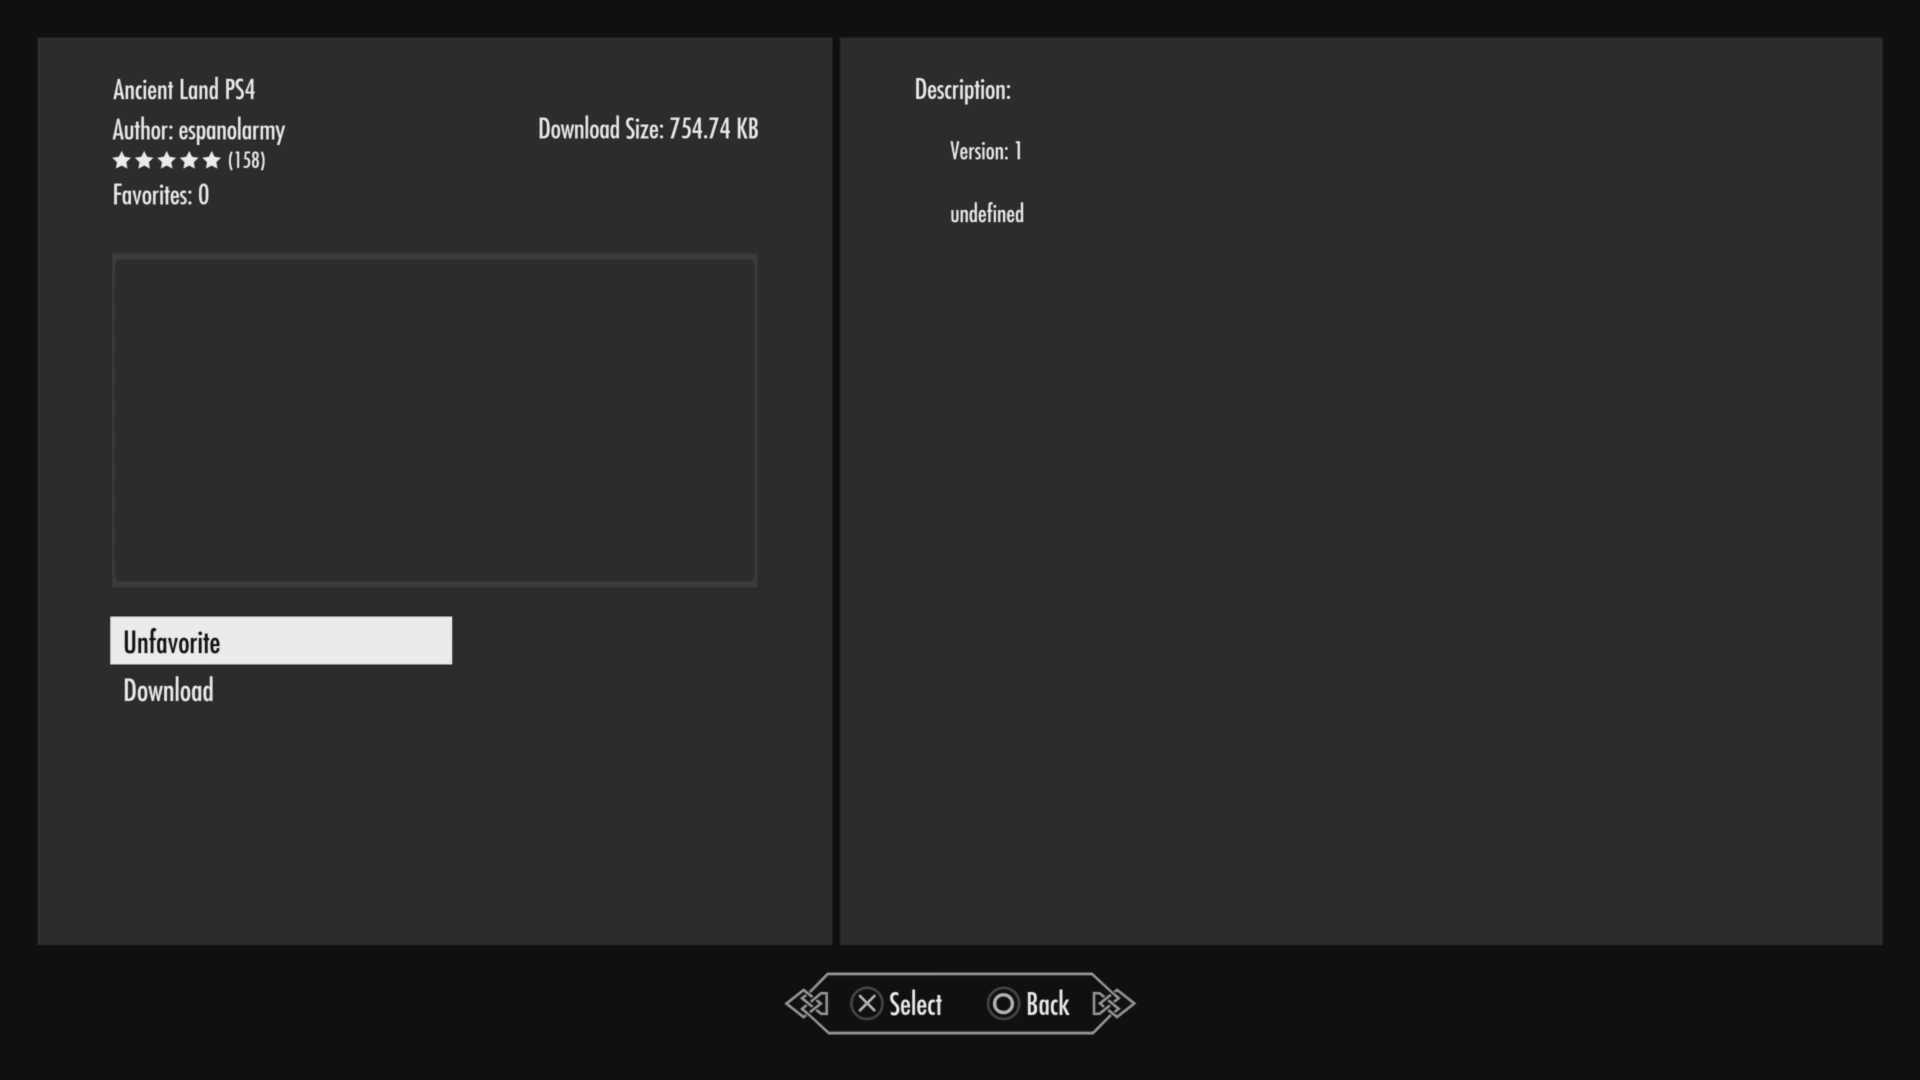 Ancient Land PS4
Author: espanolarmy
Download Size: 754.74 KB
(158)
Favorites: 0
Unfavorite
Download
Description:
Version: 1
undefined
Select
Back